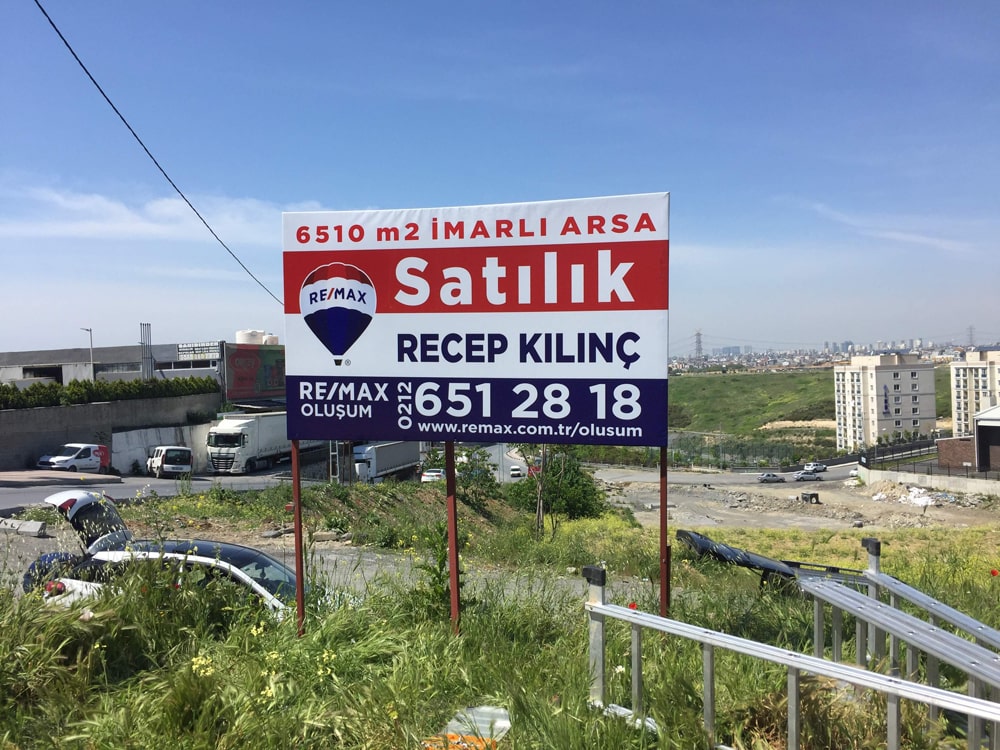 6510 m2 İMARLI ARSA
Satılık
RE/MAX
®
RECEP KILINÇ
RE/MAX
OLUŞUM
0212
651 28 18
www.remax.com.tr/olusum